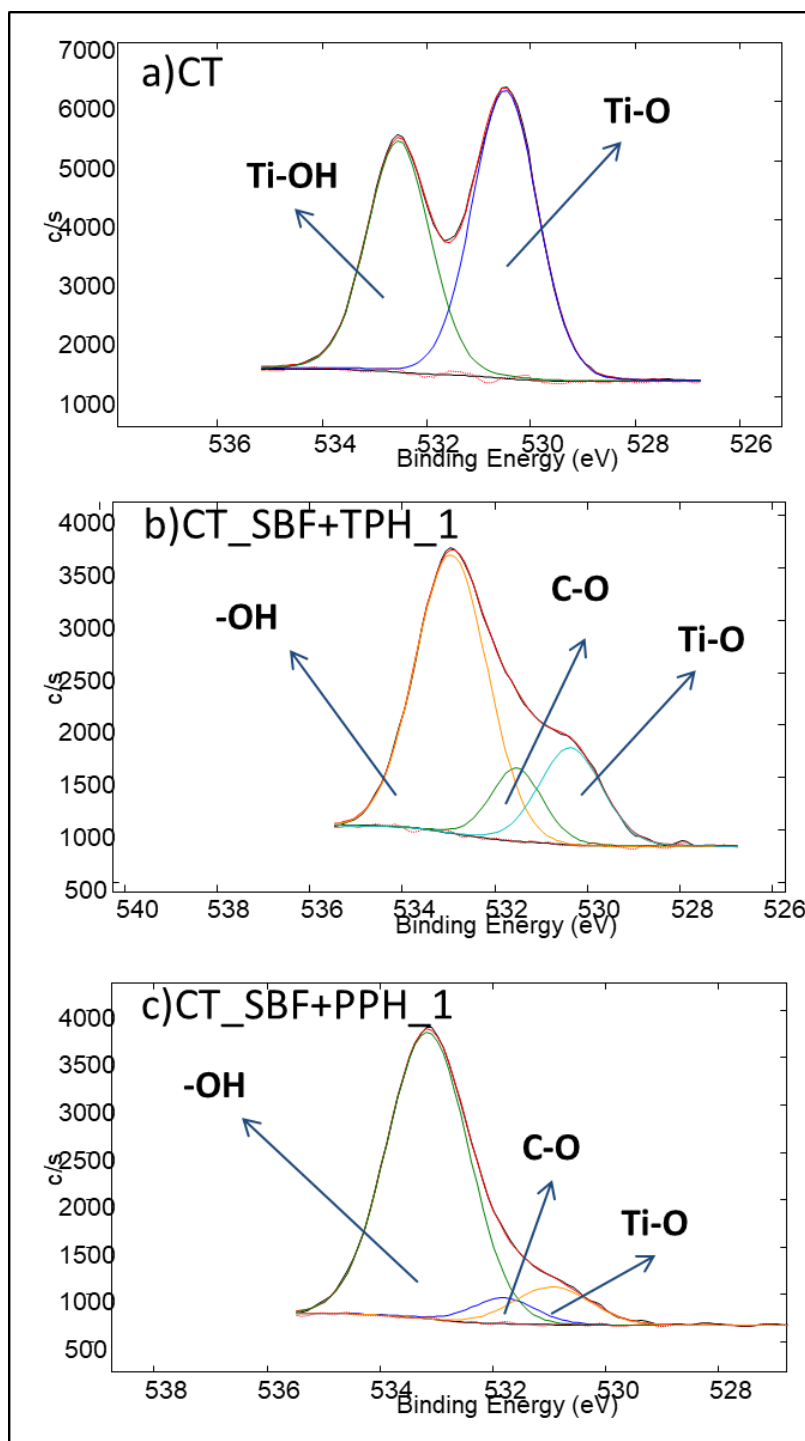 a)CT
7000
6000
5000
4000
3000
2000
1000
c/s
Ti-OH
Ti-O
536 534 532 530 528 526
Binding Energy (eV)
b)CT_SBF+TPH_1
4000
3500
3000
2500
2000
1500
1000
500
c/s
-OH
C-O
Ti-O
540 538 536 534 532 530 528 526
Binding Energy (eV)
c)CT_SBF+PPH_1
4000
3500
3000
2500
2000
1500
1000
500
c/s
-OH
C-O
Ti-O
538 536 534 532 530 528
Binding Energy (eV)